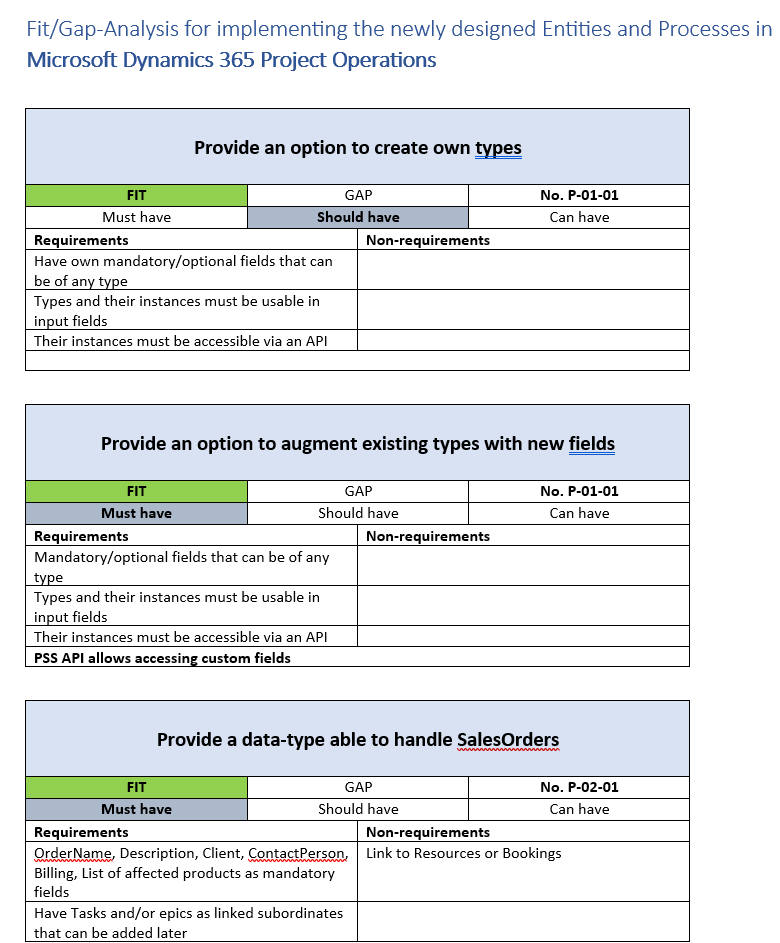 Fit/Gap-Analysis for implementing the newly designed Entities and Processes in
Microsoft Dynamics 365 Project Operations
Provide an option to create own types
FIT GAP No. P-01-01
Must have Should have Can have
Requirements Non-requirements
Have own mandatory/optional fields that can
be of any type
Types and their instances must be usable in
input fields
Their instances must be accessible via an API
Provide an option to augment existing types with new fields
FIT GAP No. P-01-01
Must have Should have Can have
Requirements Non-requirements
Mandatory/optional fields that can be of any
type
Types and their instances must be usable in
input fields
Their instances must be accessible via an API
PSS API allows accessing custom fields
Provide a data-type able to handle SalesOrders
FIT GAP No. P-02-01
Must have Should have Can have
Requirements Non-requirements
OrderName, Description, Client, ContactPerson, Link to Resources or Bookings
Billing, List of affected products as mandatory
fields
Have Tasks and/or epics as linked subordinates
that can be added later